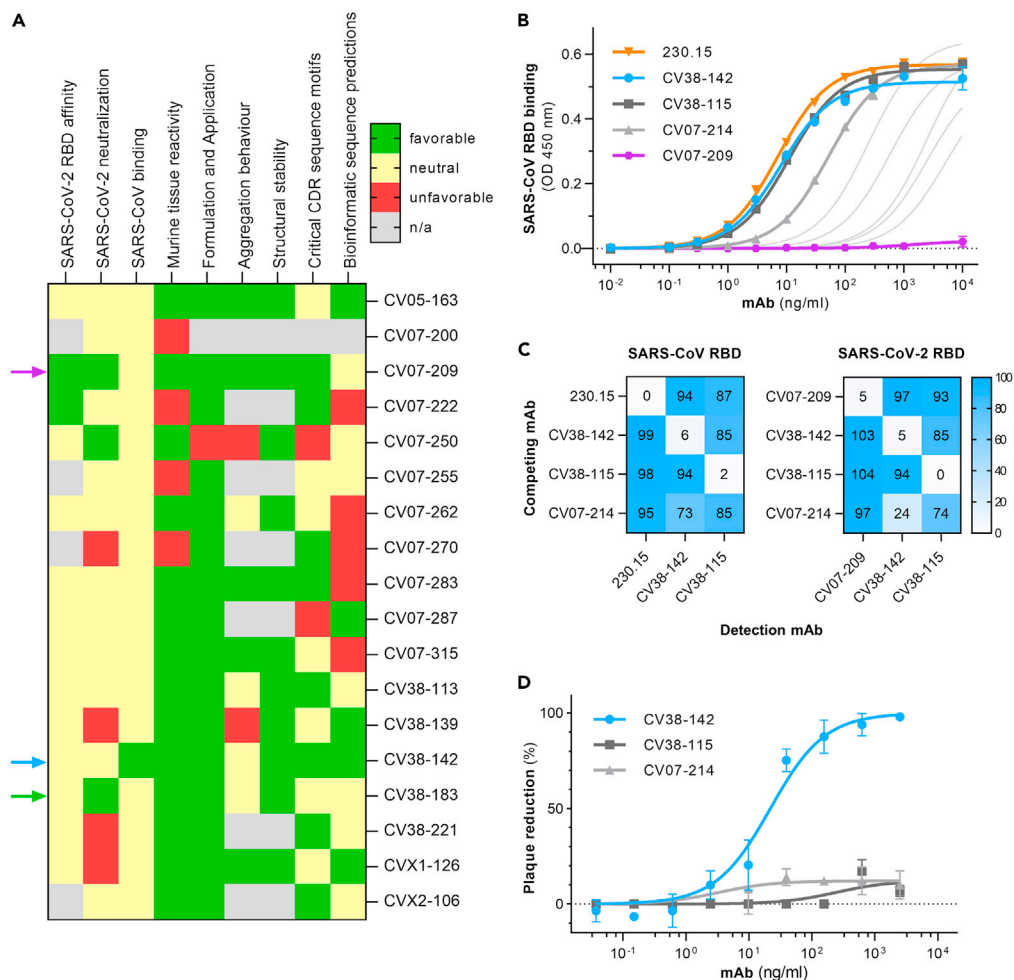 A
SARS-CoV-2 RBD affinity
SARS-CoV-2 neutralization
SARS-CoV binding
Murine tissue reactivity
Formulation and Application
Aggregation behaviour
Structural stability
Critical CDR sequence motifs
Bioinformatic sequence predictions
favorable
neutral
unfavorable
n/a
CV05-163
CV07-200
CV07-209
CV07-222
CV07-250
CV07-255
CV07-262
CV07-270
CV07-283
CV07-287
CV07-315
CV38-113
CV38-139
CV38-142
CV38-183
CV38-221
CVX1-126
CVX2-106
B
SARS-CoV RBD binding
(OD 450 nm)
0.6
0.4
0.2
0.0
230.15
CV38-142
CV38-115
CV07-214
CV07-209
10-2 10-1 100 101 102 103 104
mAb (ng/ml)
C
SARS-CoV RBD
Competing mAb
230.15 0 94 87
CV38-142 99 6 85
CV38-115 98 94 2
CV07-214 95 73 85
230.15
CV38-142
CV38-115
SARS-CoV-2 RBD
CV07-209 5 97 93
CV38-142 103 5 85
CV38-115 104 94 0
CV07-214 97 24 74
CV07-209
CV38-142
CV38-115
100
80
60
40
20
0
Detection mAb
D
Plaque reduction (%)
100
50
0
CV38-142
CV38-115
CV07-214
10-1 100 101 102 103 104
mAb (ng/ml)